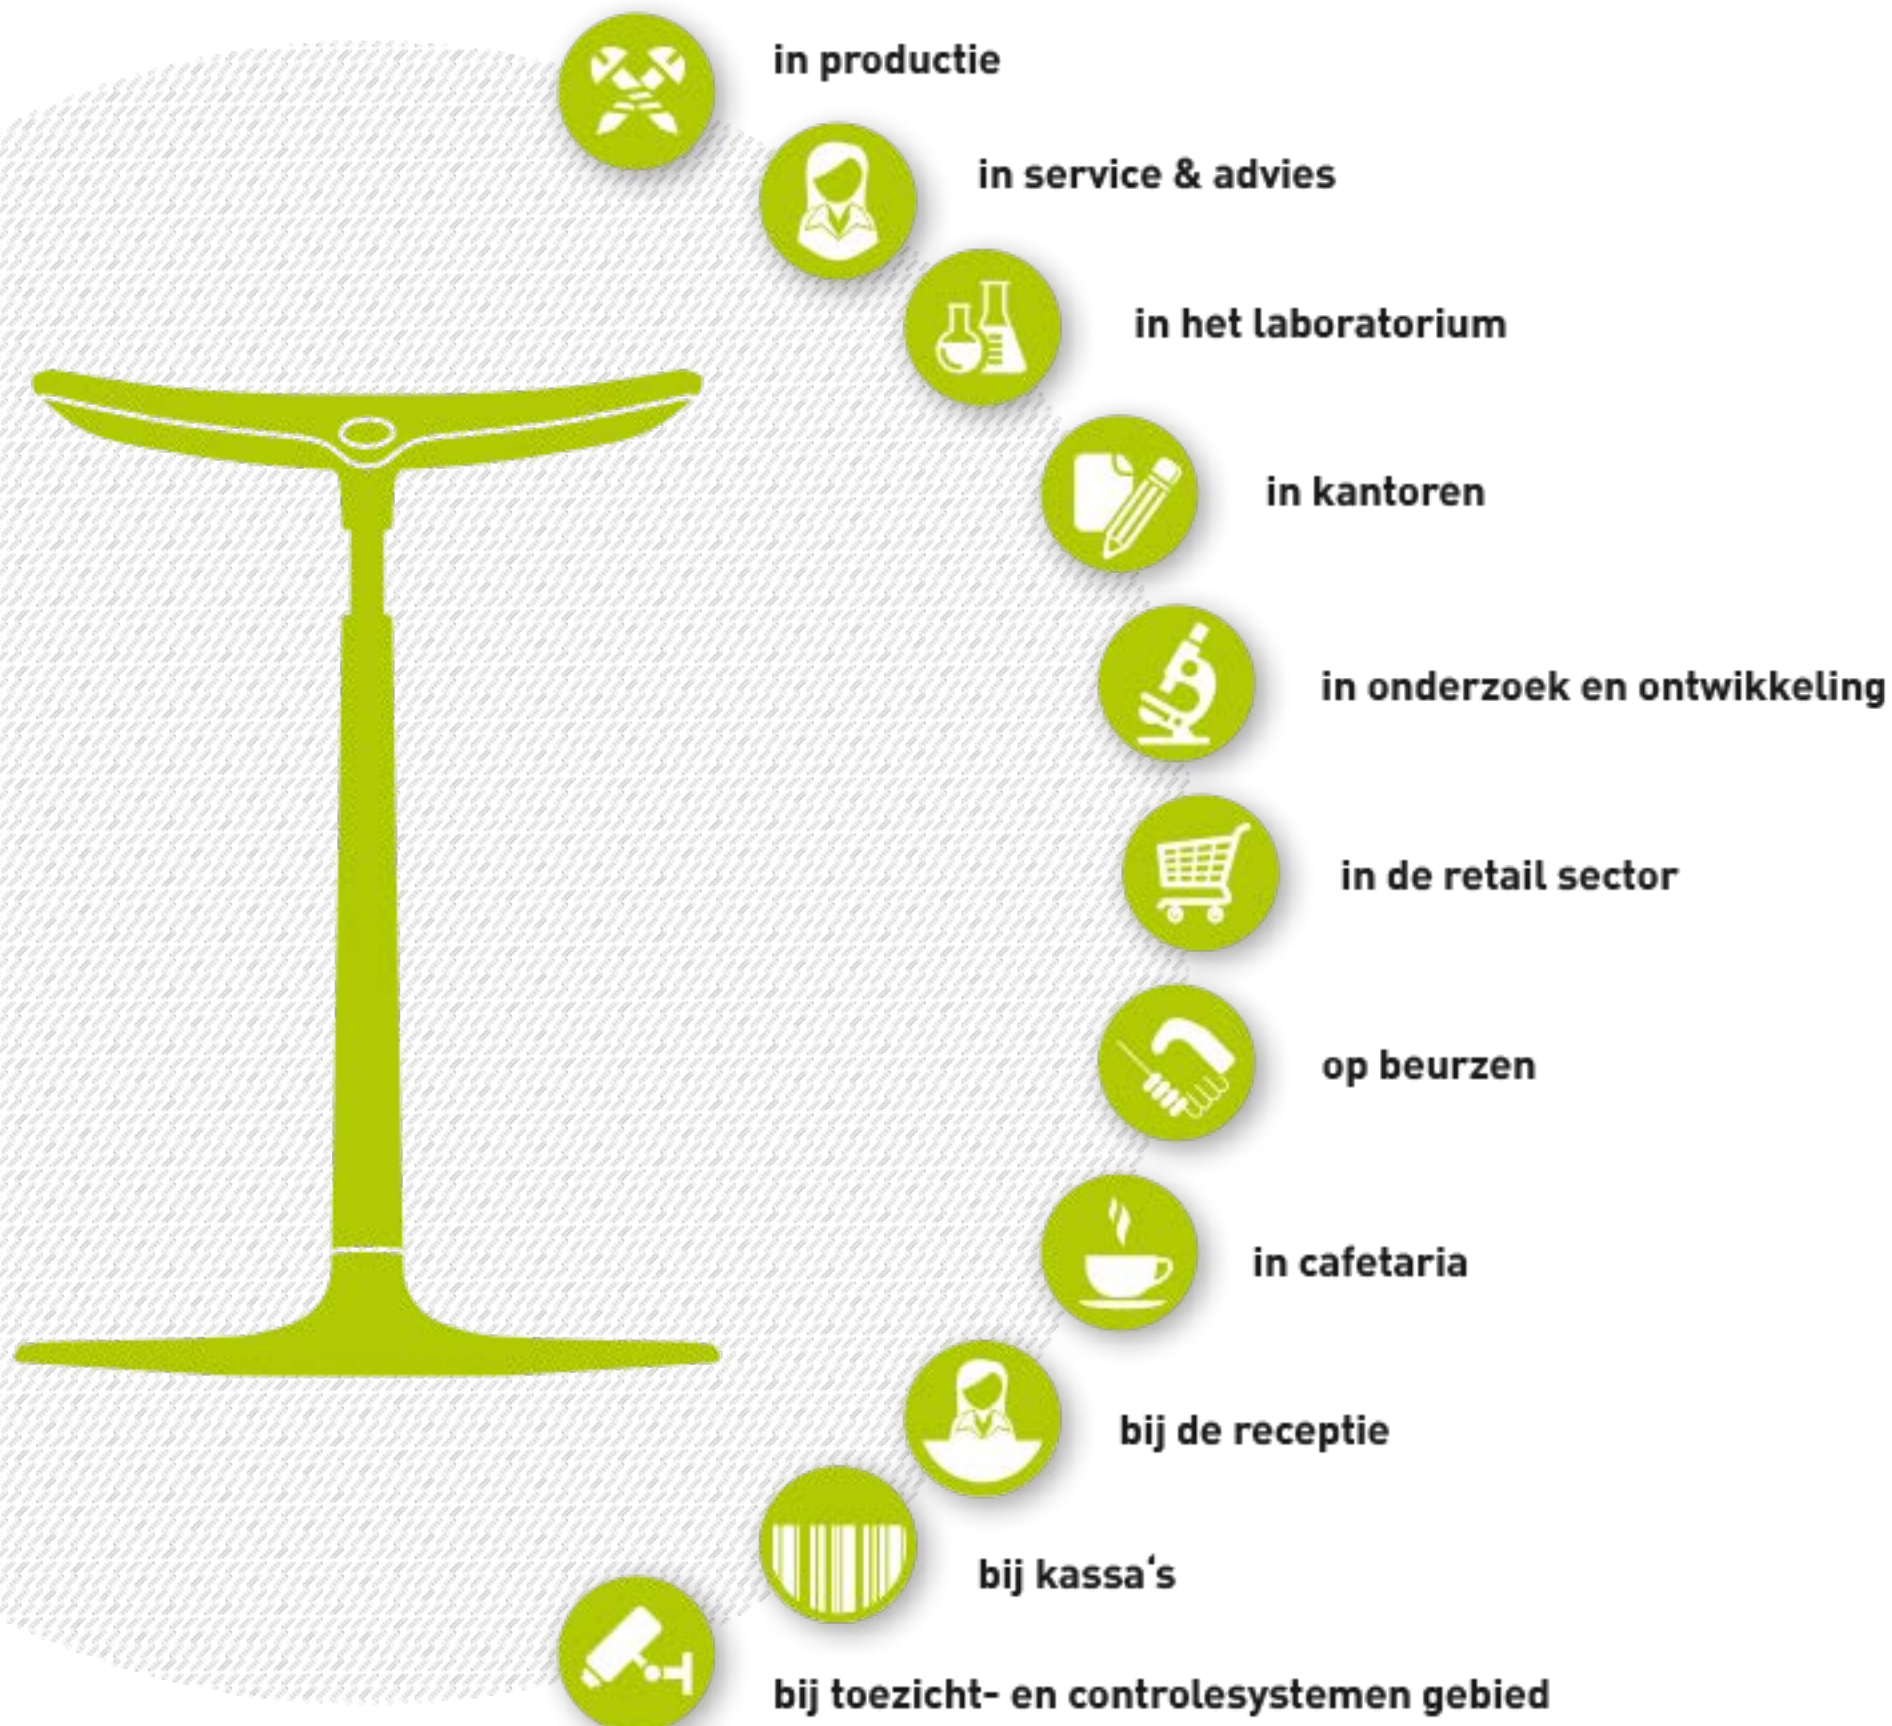 in productie
in service & advies
in het laboratorium
in kantoren
in onderzoek en ontwikkeling
in de retail sector
op beurzen
in cafetaria
bij de receptie
bij kassa‘s
bij toezicht- en controlesystemen gebied